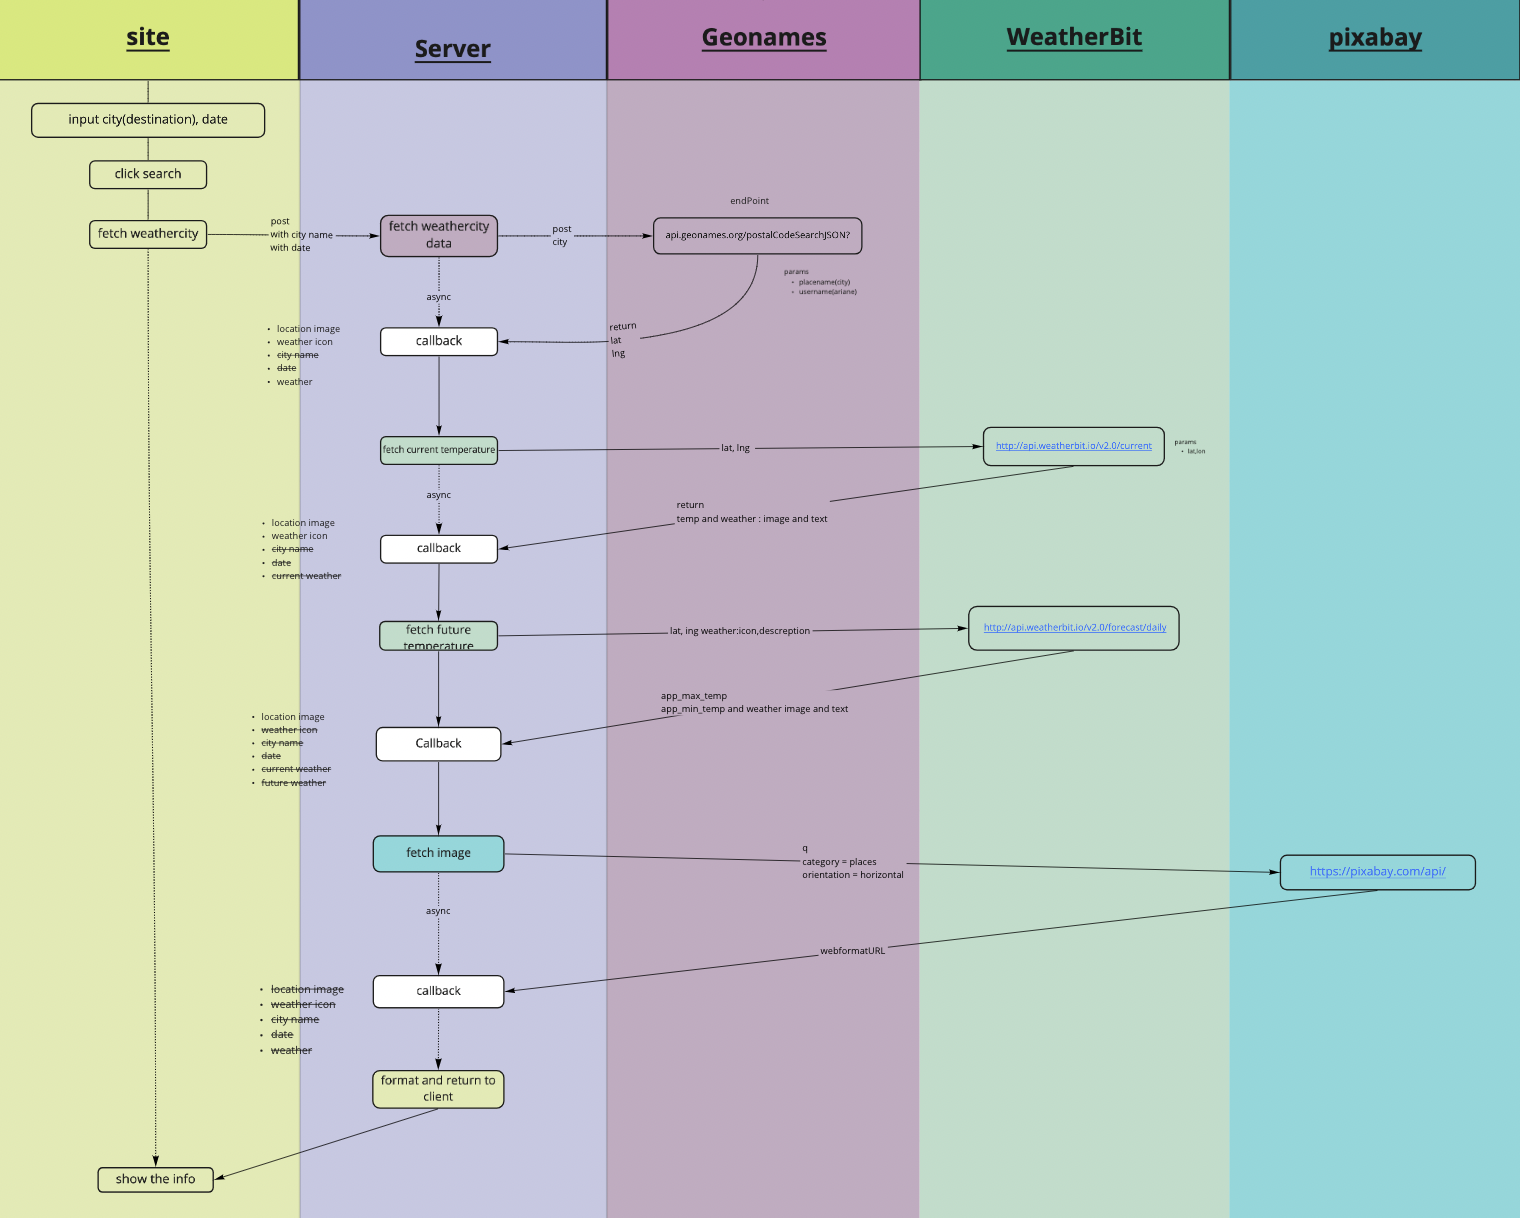 site
Server
Geonames
WeatherBit
pixabay
input city(destination), date
click search
fetch weathercity
post
with city name
with date
fetch weathercity
data
post
city
endPoint
api.geonames.org/postalCodeSearchJSON?
params
• placename(city)
• username(ariane)
async
return
lat
lng
callback
• location image
• weather icon
• city name
• date
• weather
fetch current temperature
lat, lng
http://api.weatherbit.io/v2.0/current
params
• lat,lon
async
return
temp and weather : image and text
callback
• location image
• weather icon
• city name
• date
• current weather
fetch future
temperature
lat, ing weather:icon,descreption
http://api.weatherbit.io/v2.0/forecast/daily
app_max_temp
app_min_temp and weather image and text
Callback
• location image
• weather icon
• city name
• date
• current weather
• future weather
fetch image
q
category = places
orientation = horizontal
https://pixabay.com/api/
async
webformatURL
callback
• location image
• weather icon
• city name
• date
• weather
format and return to
client
show the info